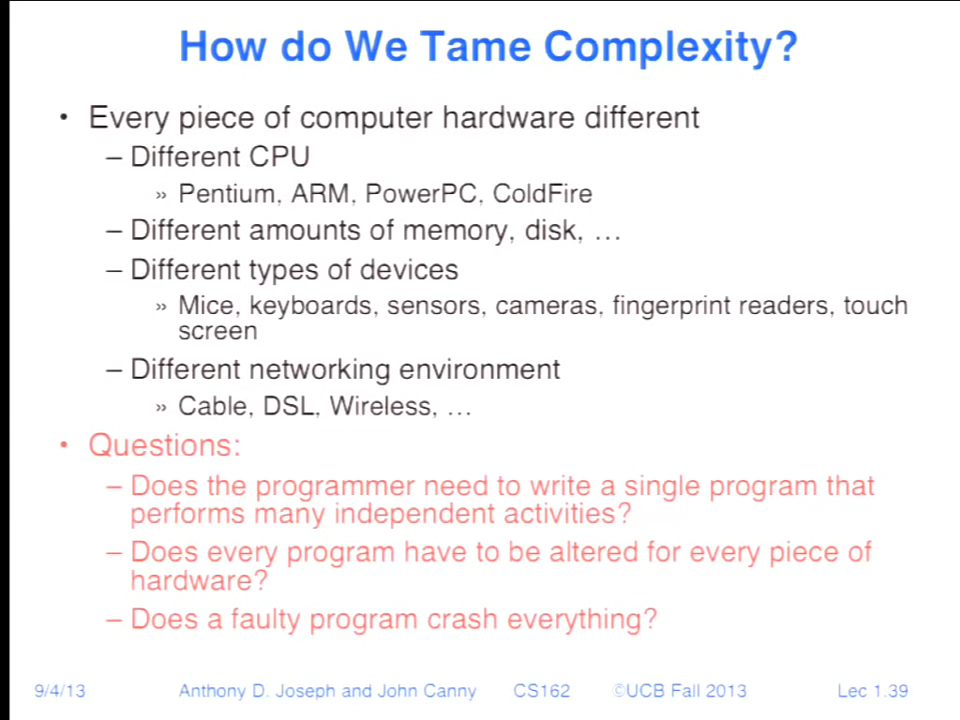 How do We Tame Complexity?
• Every piece of computer hardware different
– Different CPU
» Pentium, ARM, PowerPC, ColdFire
– Different amounts of memory, disk, …
– Different types of devices
» Mice, keyboards, sensors, cameras, fingerprint readers, touch
screen
– Different networking environment
» Cable, DSL, Wireless, …
• Questions:
– Does the programmer need to write a single program that
performs many independent activities?
– Does every program have to be altered for every piece of
hardware?
– Does a faulty program crash everything?
9/4/13 Anthony D. Joseph and John Canny CS162 ©UCB Fall 2013 Lec 1.39